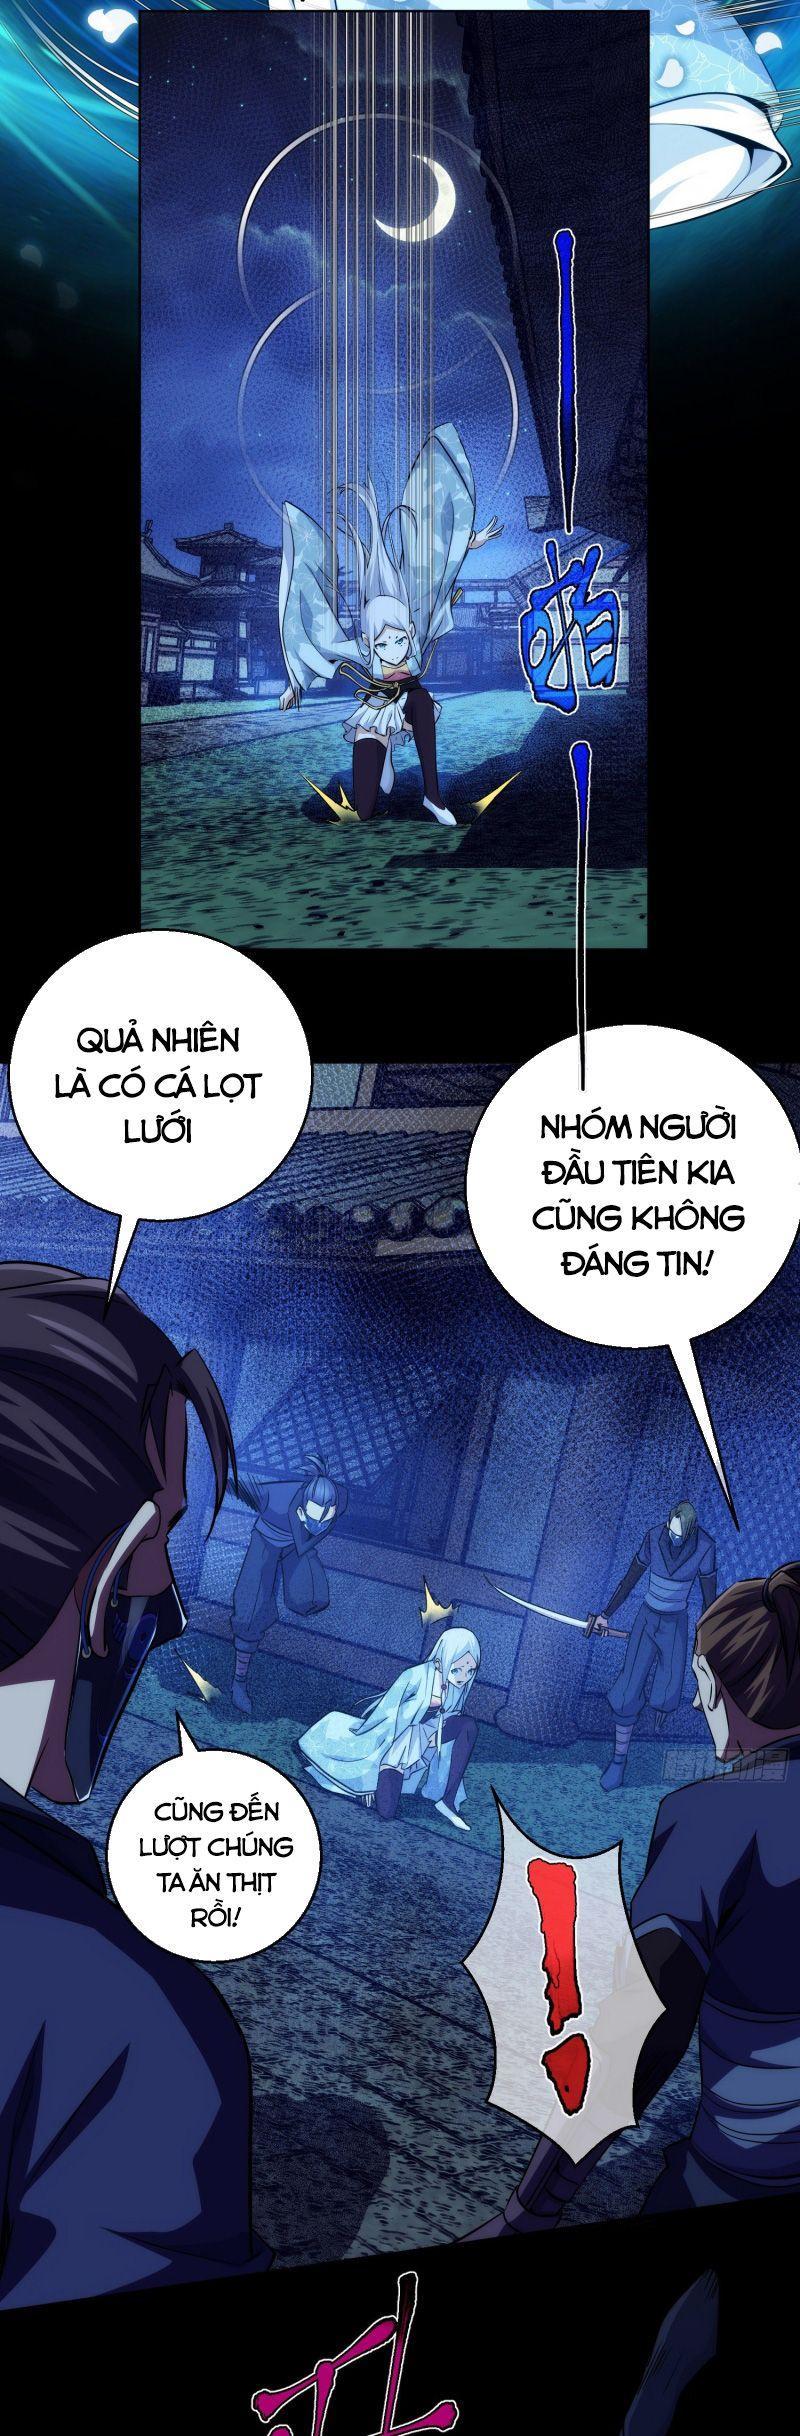 啪
QUẢ NHIÊN
LÀ CÓ CÁ LỌT
LƯỚI
NHÓM NGƯỜI
ĐẦU TIÊN KIA
CŨNG KHÔNG
ĐÁNG TIN!
CŨNG ĐẾN
LƯỢT CHÚNG
TA ĂN THỊT
RỒI!
!